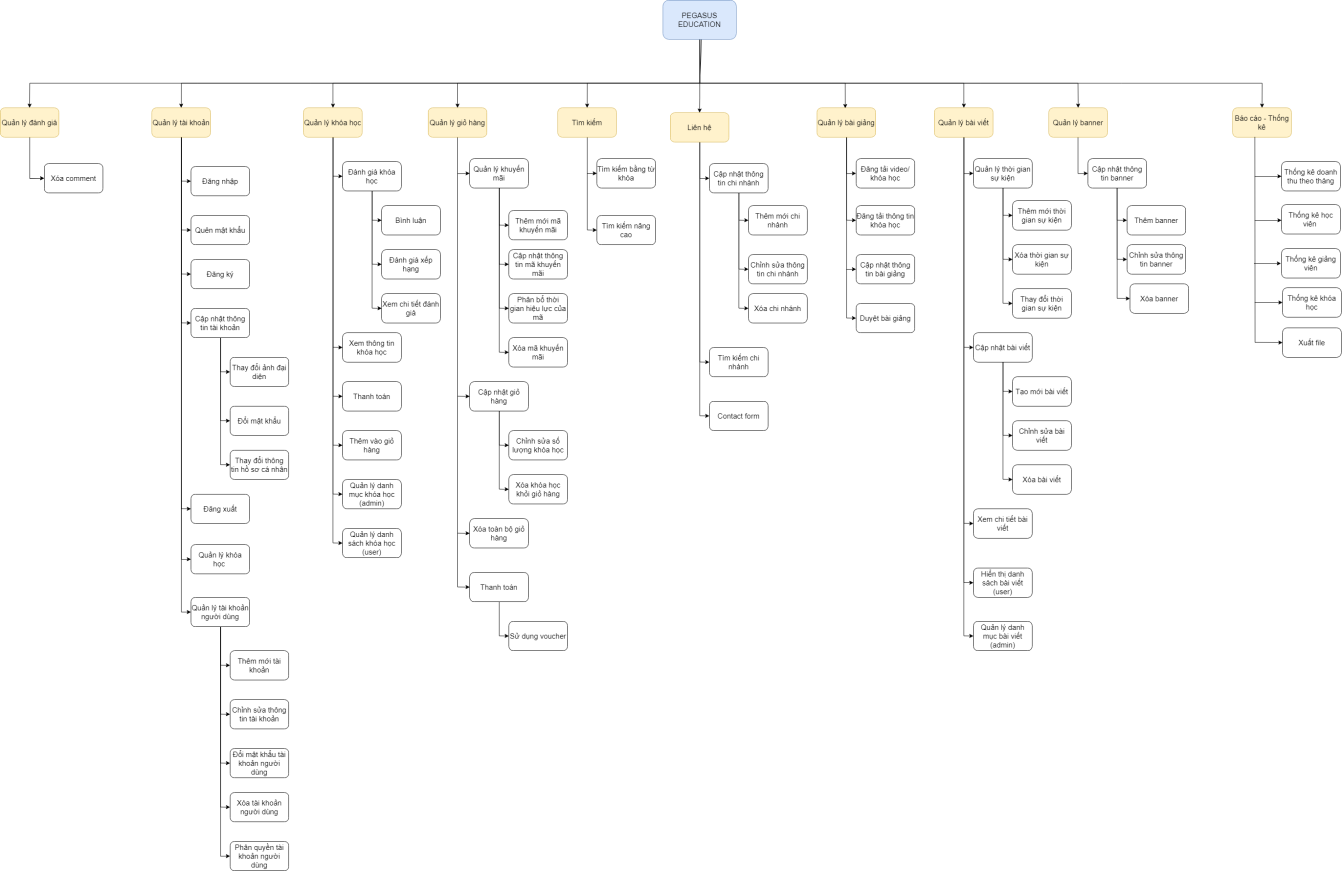 PEGASUS
EDUCATION
Quản lý đánh giá
Xóa comment
Quản lý tài khoản
Đăng nhập
Quên mật khẩu
Đăng ký
Cập nhật thông
tin tài khoản
Thay đổi ảnh đại
diện
Đổi mật khẩu
Thay đổi thông
tin hồ sơ cá nhân
Đăng xuất
Quản lý khóa
học
Quản lý tài khoản
người dùng
Thêm mới tài
khoản
Chỉnh sửa thông
tin tài khoản
Đổi mật khẩu tài
khoản người
dùng
Xóa tài khoản
người dùng
Phân quyền tài
khoản người
dùng
Quản lý khóa học
Đánh giá khóa
học
Bình luận
Đánh giá xếp
hạng
Xem chi tiết đánh
giá
Xem thông tin
khóa học
Thanh toán
Thêm vào giỏ
hàng
Quản lý danh
mục khóa học
(admin)
Quản lý danh
sách khóa học
(user)
Quản lý giỏ hàng
Quản lý khuyến
mãi
Thêm mới mã
khuyến mãi
Cập nhật thông
tin mã khuyến
mãi
Phân bổ thời
gian hiệu lực của
mã
Xóa mã khuyến
mãi
Cập nhật giỏ
hàng
Chỉnh sửa số
lượng khóa học
Xóa khóa học
khỏi giỏ hàng
Xóa toàn bộ giỏ
hàng
Thanh toán
Sử dụng voucher
Tìm kiếm
Tìm kiếm bằng từ
khóa
Tìm kiếm nâng
cao
Liên hệ
Cập nhật thông
tin chi nhánh
Thêm mới chi
nhánh
Chỉnh sửa thông
tin chi nhánh
Xóa chi nhánh
Tìm kiếm chi
nhánh
Contact form
Quản lý bài giảng
Đăng tải video/
khóa học
Đăng tải thông tin
khóa học
Cập nhật thông
tin bài giảng
Duyệt bài giảng
Quản lý bài viết
Quản lý thời gian
sự kiện
Thêm mới thời
gian sự kiện
Xóa thời gian sự
kiện
Thay đổi thời
gian sự kiện
Cập nhật bài viết
Tạo mới bài viết
Chỉnh sửa bài
viết
Xóa bài viết
Xem chi tiết bài
viết
Hiển thị danh
sách bài viết
(user)
Quản lý danh
mục bài viết
(admin)
Quản lý banner
Cập nhật thông
tin banner
Thêm banner
Chỉnh sửa thông
tin banner
Xóa banner
Báo cáo - Thống
kê
Thống kê doanh
thu theo tháng
Thống kê học
viên
Thống kê giảng
viên
Thống kê khóa
học
Xuất file